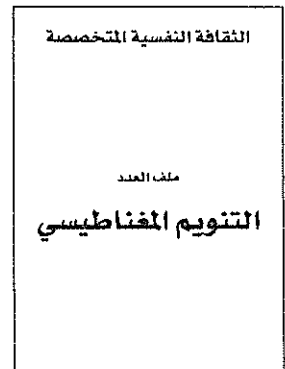 الثقافة النفسية المتخصصة
ملف العدد
التنويم المغناطيسي